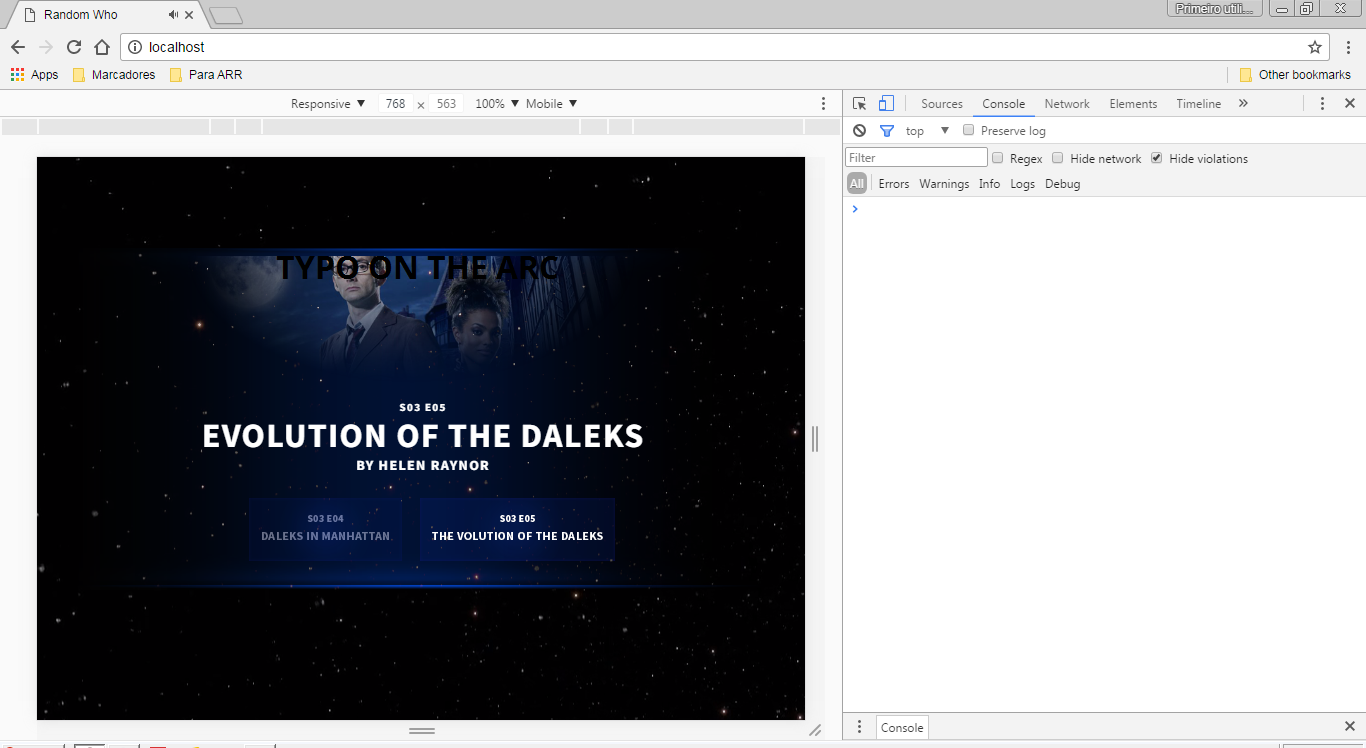 Random Who
Primeiro utili...
localhost
Apps Marcadores Para ARR Other bookmarks
Responsive ▼ 768 × 563 100% ▼ Mobile ▼
Sources Console Network Elements Timeline »
top ▼ Preserve log
Filter Regex Hide network Hide violations
All Errors Warnings Info Logs Debug
>
TYPO ON THE ARC
S03 E05
EVOLUTION OF THE DALEKS
BY HELEN RAYNOR
S03 E04
DALEKS IN MANHATTAN
S03 E05
THE VOLUTION OF THE DALEKS
Console